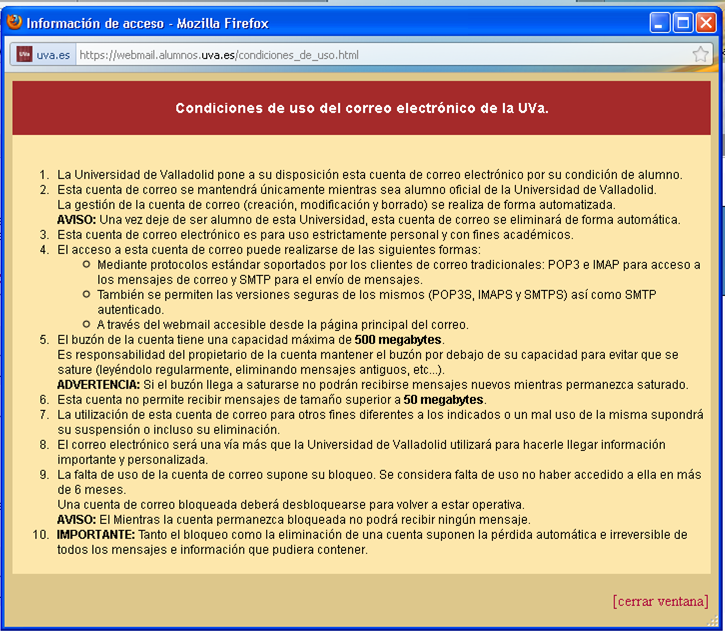 Información de acceso - Mozilla Firefox
UVa uva.es https://webmail.alumnos.uva.es/condiciones_de_uso.html
Condiciones de uso del correo electrónico de la UVa.
1. La Universidad de Valladolid pone a su disposición esta cuenta de correo electrónico por su condición de alumno.
2. Esta cuenta de correo se mantendrá únicamente mientras sea alumno oficial de la Universidad de Valladolid.
La gestión de la cuenta de correo (creación, modificación y borrado) se realiza de forma automatizada.
AVISO: Una vez deje de ser alumno de esta Universidad, esta cuenta de correo se eliminará de forma automática.
3. Esta cuenta de correo electrónico es para uso estrictamente personal y con fines académicos.
4. El acceso a esta cuenta de correo puede realizarse de las siguientes formas:
Mediante protocolos estándar soportados por los clientes de correo tradicionales: POP3 e IMAP para acceso a
los mensajes de correo y SMTP para el envío de mensajes.
También se permiten las versiones seguras de los mismos (POP3S, IMAPS y SMTPS) así como SMTP
autenticado.
A través del webmail accesible desde la página principal del correo.
5. El buzón de la cuenta tiene una capacidad máxima de 500 megabytes.
Es responsabilidad del propietario de la cuenta mantener el buzón por debajo de su capacidad para evitar que se
sature (leyéndolo regularmente, eliminando mensajes antiguos, etc...).
ADVERTENCIA: Si el buzón llega a saturarse no podrán recibirse mensajes nuevos mientras permanezca saturado.
6. Esta cuenta no permite recibir mensajes de tamaño superior a 50 megabytes.
7. La utilización de esta cuenta de correo para otros fines diferentes a los indicados o un mal uso de la misma supondrá
su suspensión o incluso su eliminación.
8. El correo electrónico será una vía más que la Universidad de Valladolid utilizará para hacerle llegar información
importante y personalizada.
9. La falta de uso de la cuenta de correo supone su bloqueo. Se considera falta de uso no haber accedido a ella en más
de 6 meses.
Una cuenta de correo bloqueada deberá desbloquearse para volver a estar operativa.
AVISO: El Mientras la cuenta permanezca bloqueada no podrá recibir ningún mensaje.
10. IMPORTANTE: Tanto el bloqueo como la eliminación de una cuenta suponen la pérdida automática e irreversible de
todos los mensajes e información que pudiera contener.
[cerrar ventana]